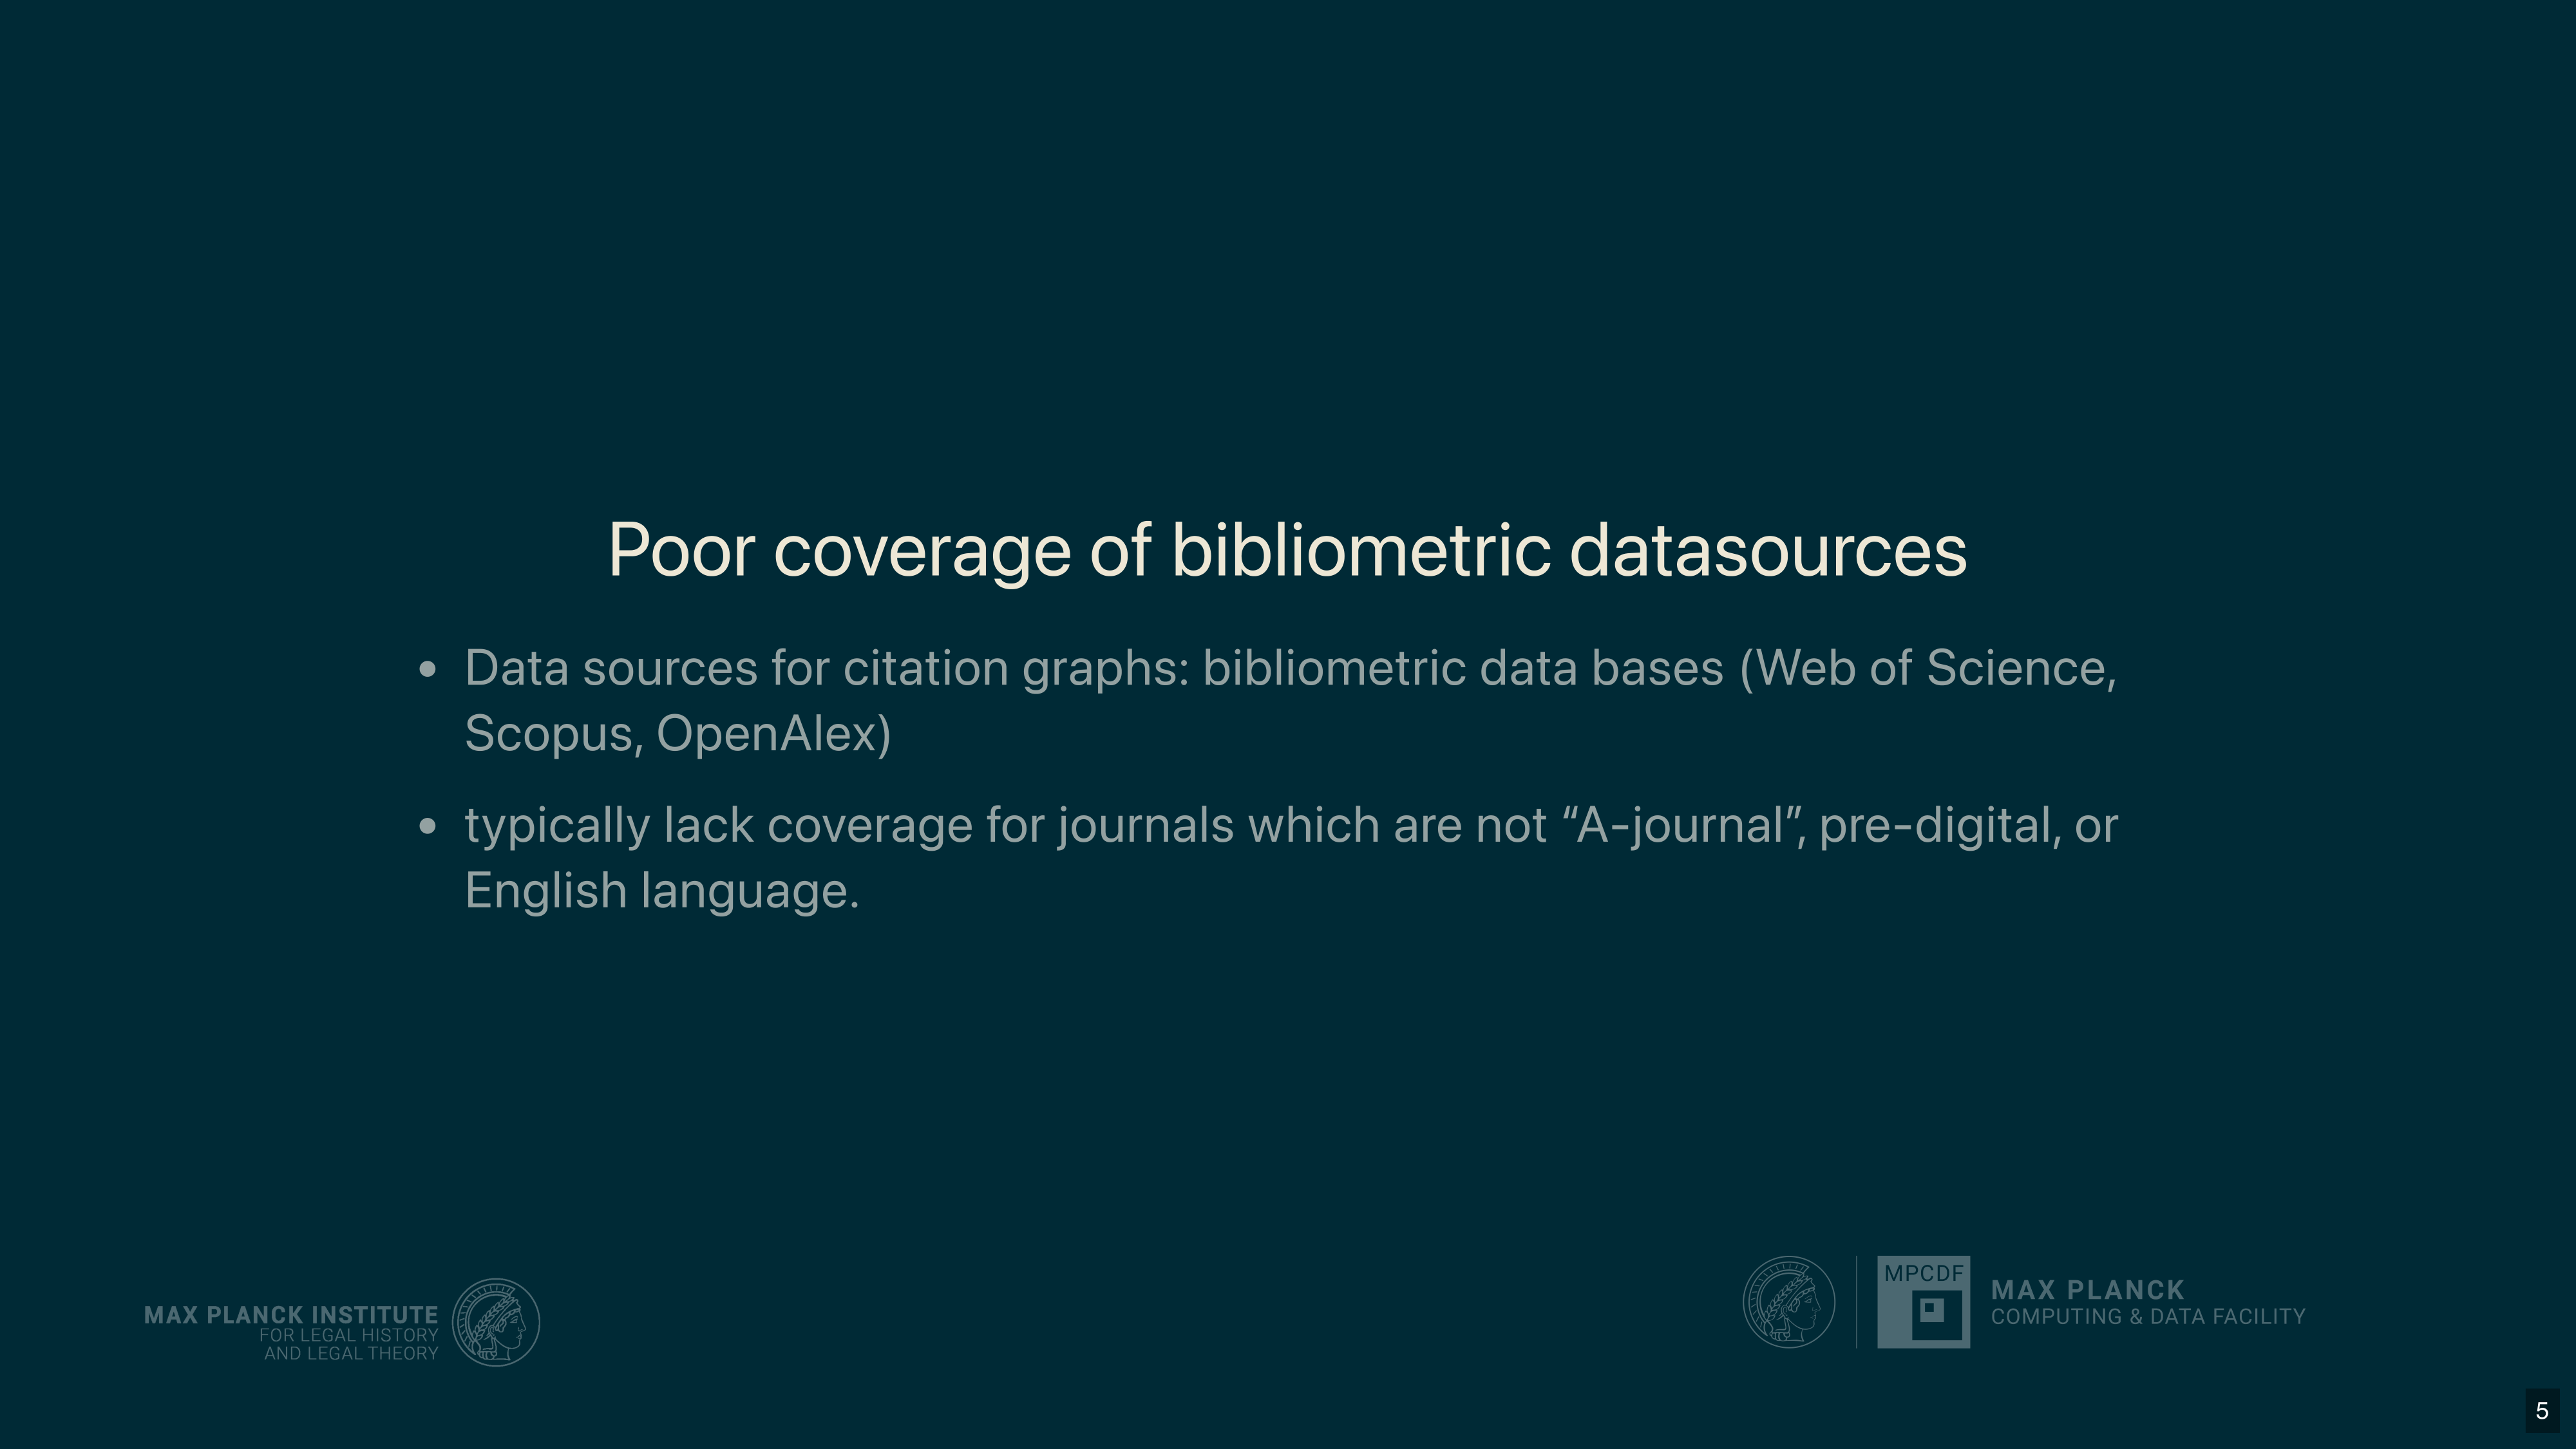 Poor coverage of bibliometric datasources
• Data sources for citation graphs: bibliometric data bases (Web of Science,
Scopus, OpenAlex)
• typically lack coverage for journals which are not “A-journal”, pre-digital, or
English language.
MAX PLANCK INSTITUTE
FOR LEGAL HISTORY
AND LEGAL THEORY
MPCDF
MAX PLANCK
COMPUTING & DATA FACILITY
5